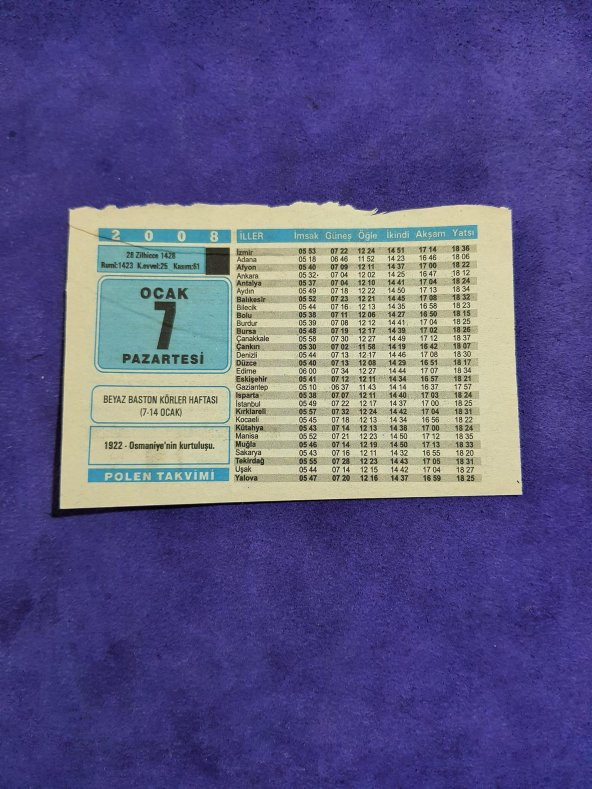 2 0 0 8
28 Zilhicce 1428
Rumî:1423 K.evvel:25 Kasım:61
OCAK
7
PAZARTESİ
BEYAZ BASTON KÖRLER HAFTASI
(7-14 OCAK)
1922 - Osmaniye'nin kurtuluşu.
POLEN TAKVİMİ
İLLER İmsak Güneş Öğle İkindi Akşam Yatsı
İzmir 05 53 07 22 12 24 14 51 17 14 18 36
Adana 05 18 06 46 11 52 14 23 16 46 18 06
Afyon 05 40 07 09 12 11 14 37 17 00 18 22
Ankara 05 32 07 04 12 02 14 25 16 47 18 12
Antalya 05 37 07 04 12 10 14 41 17 04 18 24
Aydın 05 49 07 18 12 22 14 50 17 13 18 34
Balıkesir 05 52 07 23 12 21 14 45 17 08 18 32
Bilecik 05 44 07 16 12 13 14 35 16 58 18 23
Bolu 05 38 07 11 12 06 14 27 16 50 18 15
Burdur 05 39 07 08 12 12 14 41 17 04 18 25
Bursa 05 48 07 19 12 17 14 39 17 02 18 26
Çanakkale 05 58 07 30 12 27 14 49 17 12 18 37
Çankırı 05 30 07 02 11 58 14 19 16 42 18 07
Denizli 05 44 07 13 12 17 14 46 17 08 18 30
Düzce 05 40 07 13 12 08 14 29 16 51 18 17
Edirne 06 00 07 34 12 27 14 44 17 07 18 34
Eskişehir 05 41 07 12 12 11 14 34 16 57 18 21
Gaziantep 05 10 06 37 11 43 14 14 16 37 17 57
Isparta 05 38 07 07 12 11 14 40 17 03 18 24
İstanbul 05 49 07 22 12 17 14 37 17 00 18 25
Kırklareli 05 57 07 32 12 24 14 42 17 04 18 31
Kocaeli 05 45 07 18 12 13 14 34 16 56 18 22
Kütahya 05 43 07 14 12 13 14 38 17 00 18 24
Manisa 05 52 07 21 12 23 14 50 17 12 18 35
Muğla 05 46 07 14 12 19 14 50 17 13 18 33
Sakarya 05 43 07 16 12 11 14 32 16 55 18 20
Tekirdağ 05 55 07 28 12 23 14 43 17 05 18 31
Uşak 05 44 07 14 12 15 14 42 17 04 18 27
Yalova 05 47 07 20 12 16 14 37 16 59 18 25